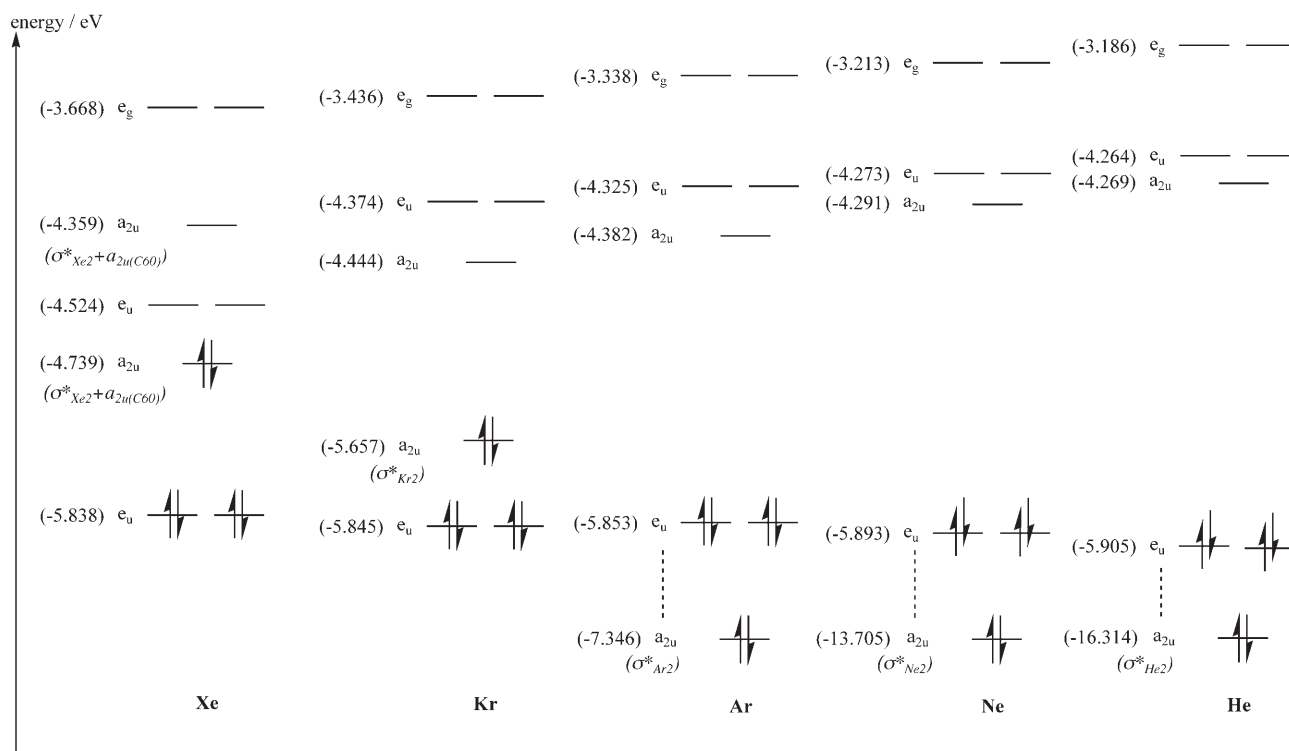 energy / eV
(-3.668) e_g
(-4.359) a_2u
(σ*_Xe2+a_2u(C60))
(-4.524) e_u
(-4.739) a_2u
(σ*_Xe2+a_2u(C60))
(-5.838) e_u
Xe
(-3.436) e_g
(-4.374) e_u
(-4.444) a_2u
(-5.657) a_2u
(σ*_Kr2)
(-5.845) e_u
Kr
(-3.338) e_g
(-4.325) e_u
(-4.382) a_2u
(-5.853) e_u
(-7.346) a_2u
(σ*_Ar2)
Ar
(-3.213) e_g
(-4.273) e_u
(-4.291) a_2u
(-5.893) e_u
(-13.705) a_2u
(σ*_Ne2)
Ne
(-3.186) e_g
(-4.264) e_u
(-4.269) a_2u
(-5.905) e_u
(-16.314) a_2u
(σ*_He2)
He